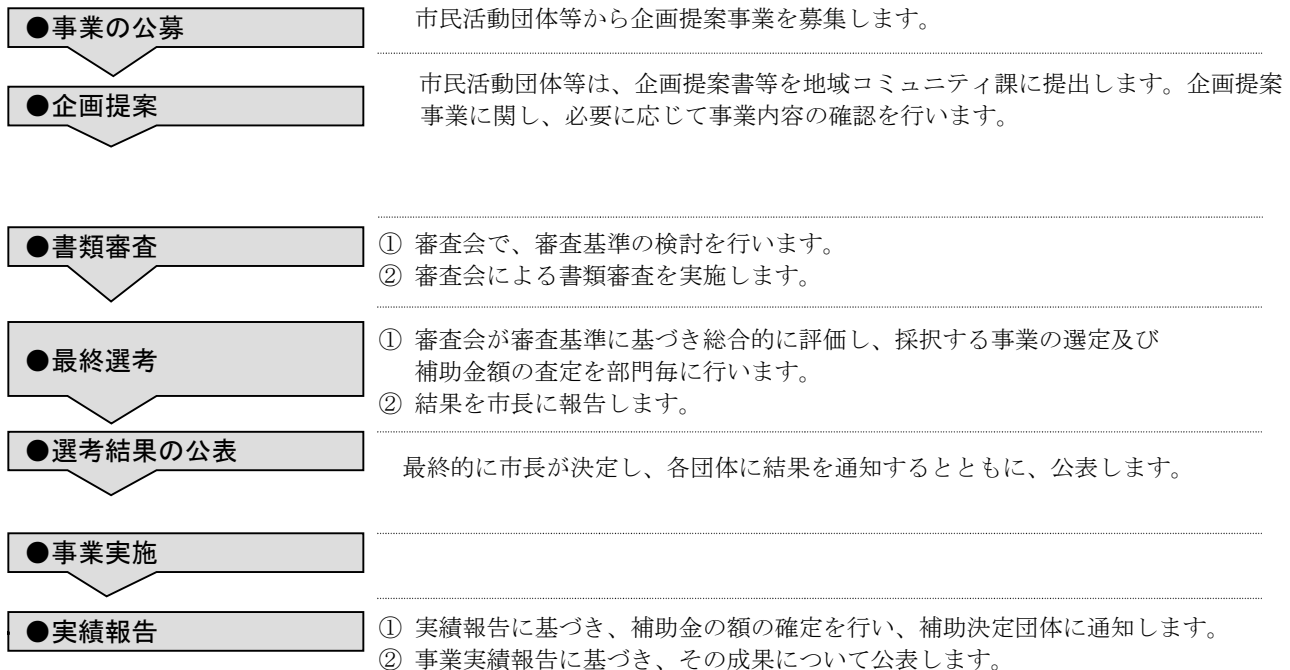 ●事業の公募
市民活動団体等から企画提案事業を募集します。
●企画提案
市民活動団体等は、企画提案書等を地域コミュニティ課に提出します。企画提案
事業に関し、必要に応じて事業内容の確認を行います。
●書類審査
① 審査会で、審査基準の検討を行います。
② 審査会による書類審査を実施します。
●最終選考
① 審査会が審査基準に基づき総合的に評価し、採択する事業の選定及び
補助金額の査定を部門毎に行います。
② 結果を市長に報告します。
●選考結果の公表
最終的に市長が決定し、各団体に結果を通知するとともに、公表します。
●事業実施
●実績報告
① 実績報告に基づき、補助金の額の確定を行い、補助決定団体に通知します。
② 事業実績報告に基づき、その成果について公表します。